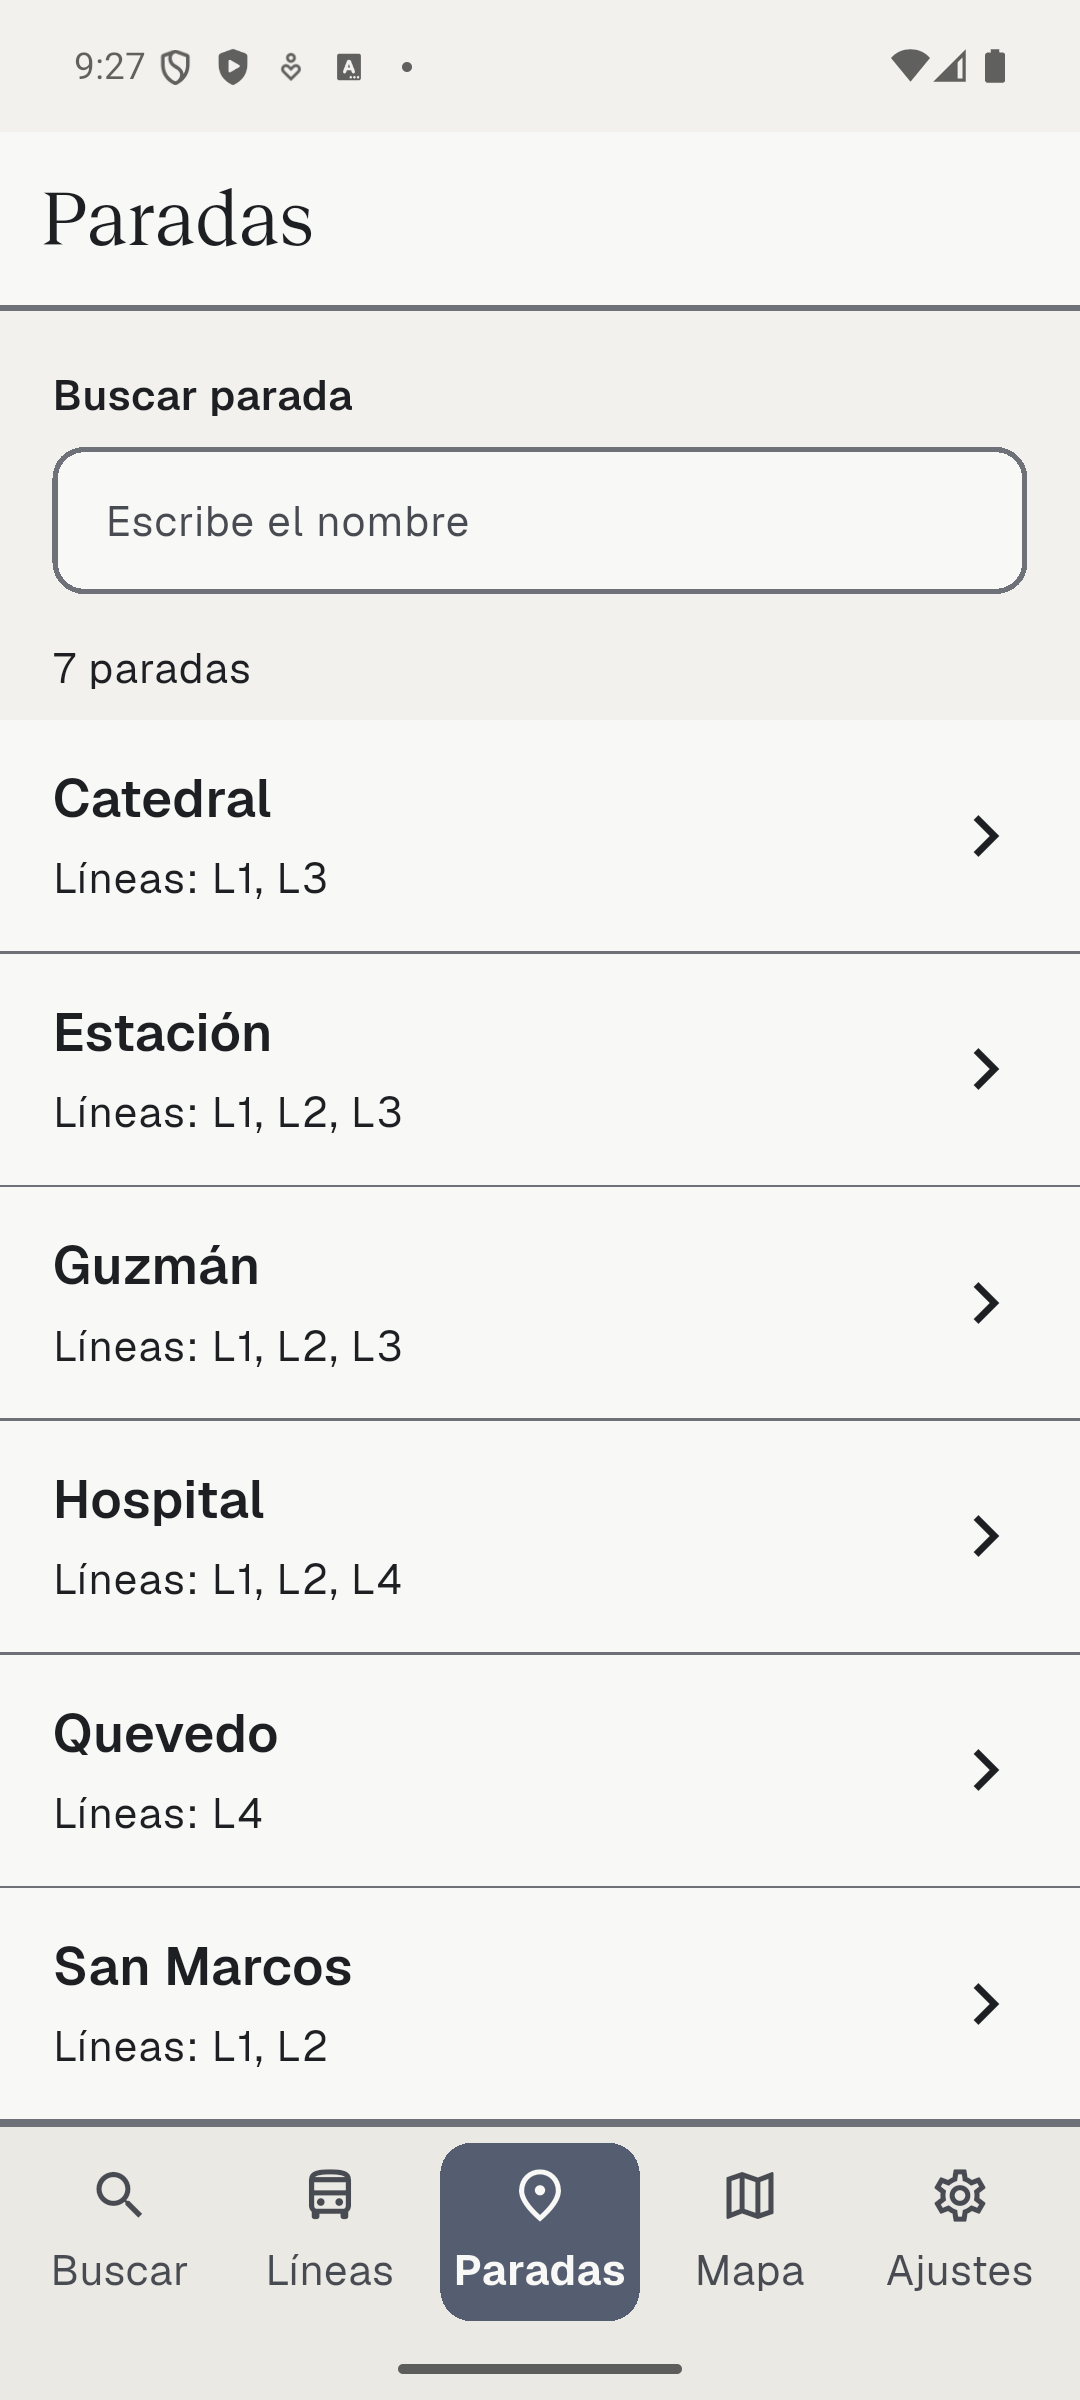 9:27
Paradas
Buscar parada
Escribe el nombre
7 paradas
Catedral
Líneas: L1, L3
Estación
Líneas: L1, L2, L3
Guzmán
Líneas: L1, L2, L3
Hospital
Líneas: L1, L2, L4
Quevedo
Líneas: L4
San Marcos
Líneas: L1, L2
Buscar
Líneas
Paradas
Mapa
Ajustes